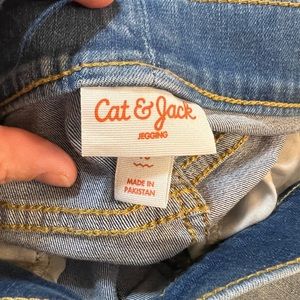 Cat & Jack
JEGGING
MADE IN
PAKISTAN